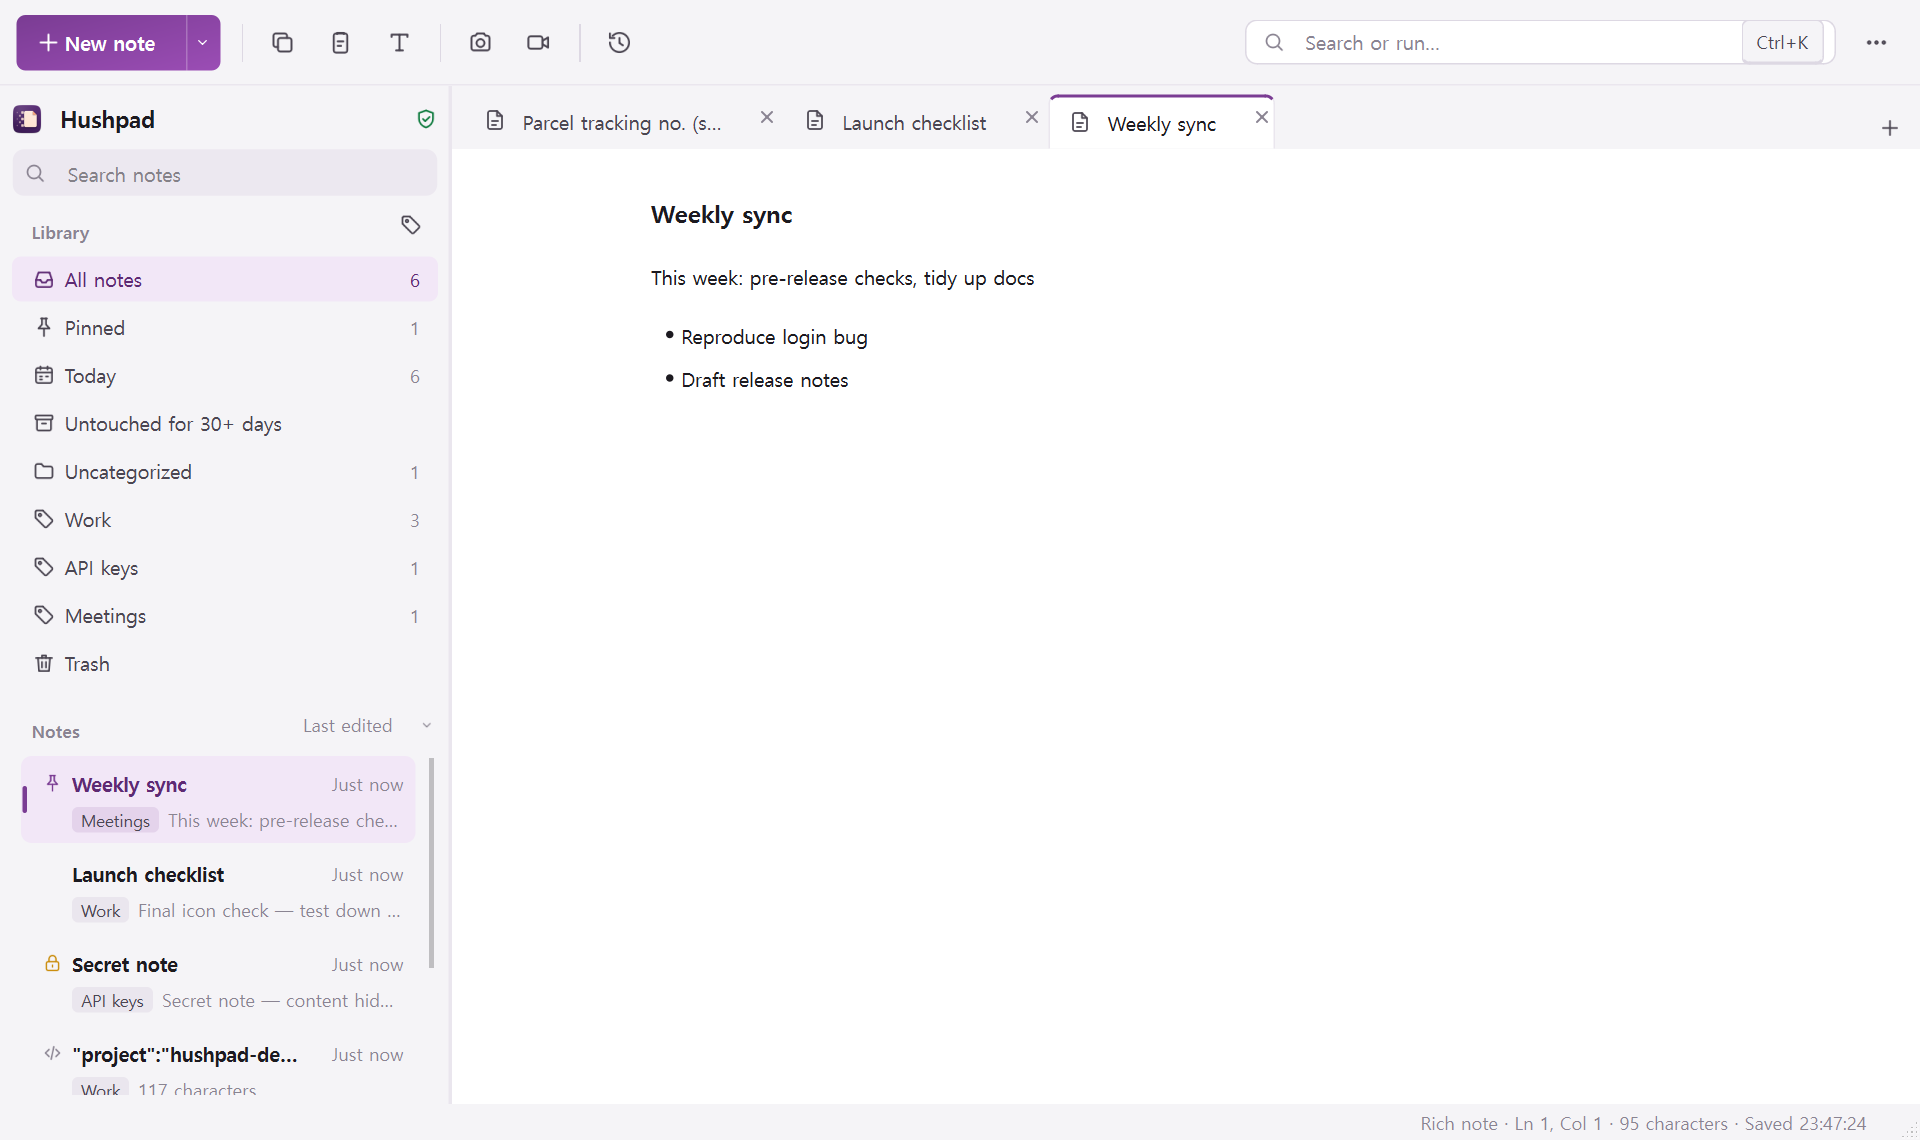 New note
Search or run...
Ctrl+K
Hushpad
Search notes
Library
All notes 6
Pinned 1
Today 6
Untouched for 30+ days
Uncategorized 1
Work 3
API keys 1
Meetings 1
Trash
Notes
Last edited
Weekly sync Just now
Meetings This week: pre-release che...
Launch checklist Just now
Work Final icon check — test down ...
Secret note Just now
API keys Secret note — content hid...
"project":"hushpad-de... Just now
Work 117 characters
Parcel tracking no. (s...
Launch checklist
Weekly sync
Weekly sync
This week: pre-release checks, tidy up docs
• Reproduce login bug
• Draft release notes
Rich note · Ln 1, Col 1 · 95 characters · Saved 23:47:24